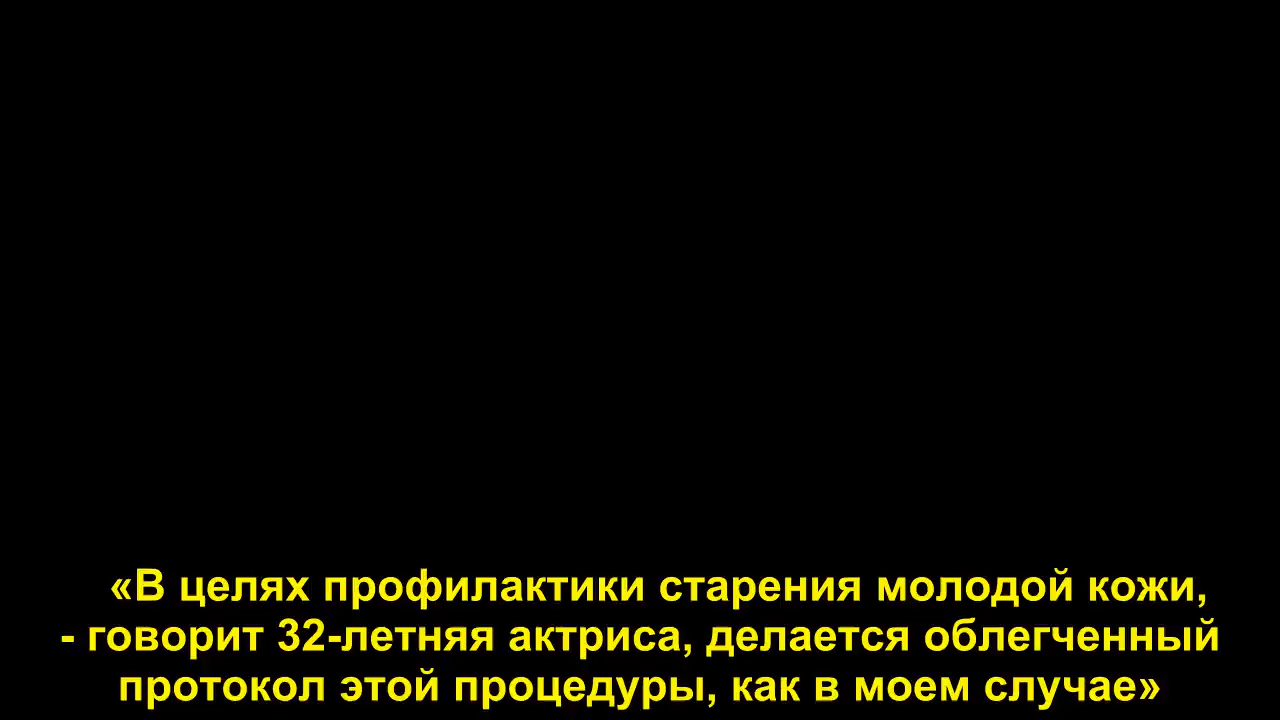 «В целях профилактики старения молодой кожи,
- говорит 32-летняя актриса, делается облегченный
протокол этой процедуры, как в моем случае»